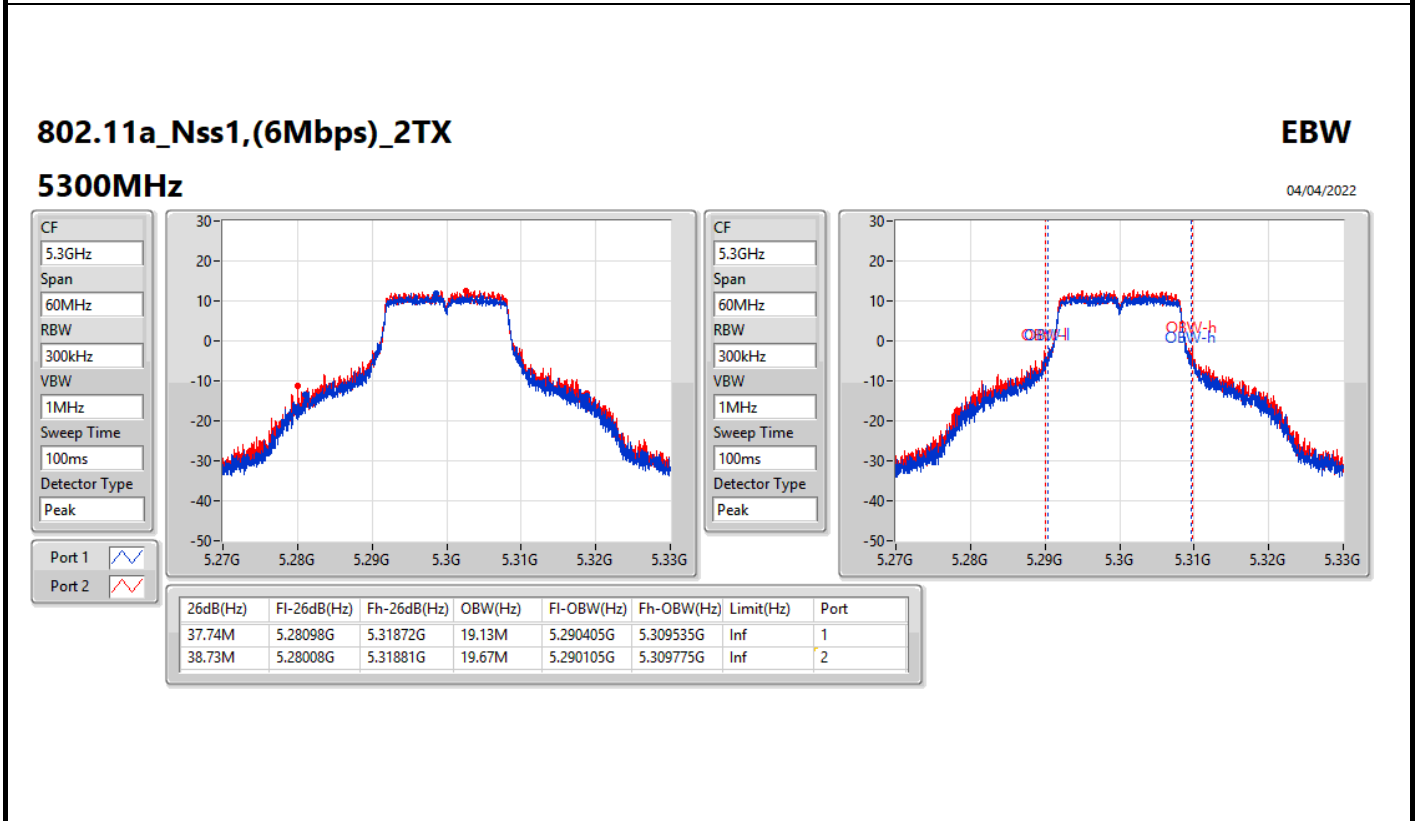 802.11a_Nss1,(6Mbps)_2TX
EBW
5300MHz
04/04/2022
CF
5.3GHz
Span
60MHz
RBW
300kHz
VBW
1MHz
Sweep Time
100ms
Detector Type
Peak
Port 1
Port 2
30
20
10
0
-10
-20
-30
-40
-50
5.27G 5.28G 5.29G 5.3G 5.31G 5.32G 5.33G
CF
5.3GHz
Span
60MHz
RBW
300kHz
VBW
1MHz
Sweep Time
100ms
Detector Type
Peak
30
20
10
0
-10
-20
-30
-40
-50
OBW-h
OBW-h
5.27G 5.28G 5.29G 5.3G 5.31G 5.32G 5.33G
26dB(Hz) Fl-26dB(Hz) Fh-26dB(Hz) OBW(Hz) Fl-OBW(Hz) Fh-OBW(Hz) Limit(Hz) Port
37.74M 5.28098G 5.31872G 19.13M 5.290405G 5.309535G Inf 1
38.73M 5.28008G 5.31881G 19.67M 5.290105G 5.309775G Inf 2